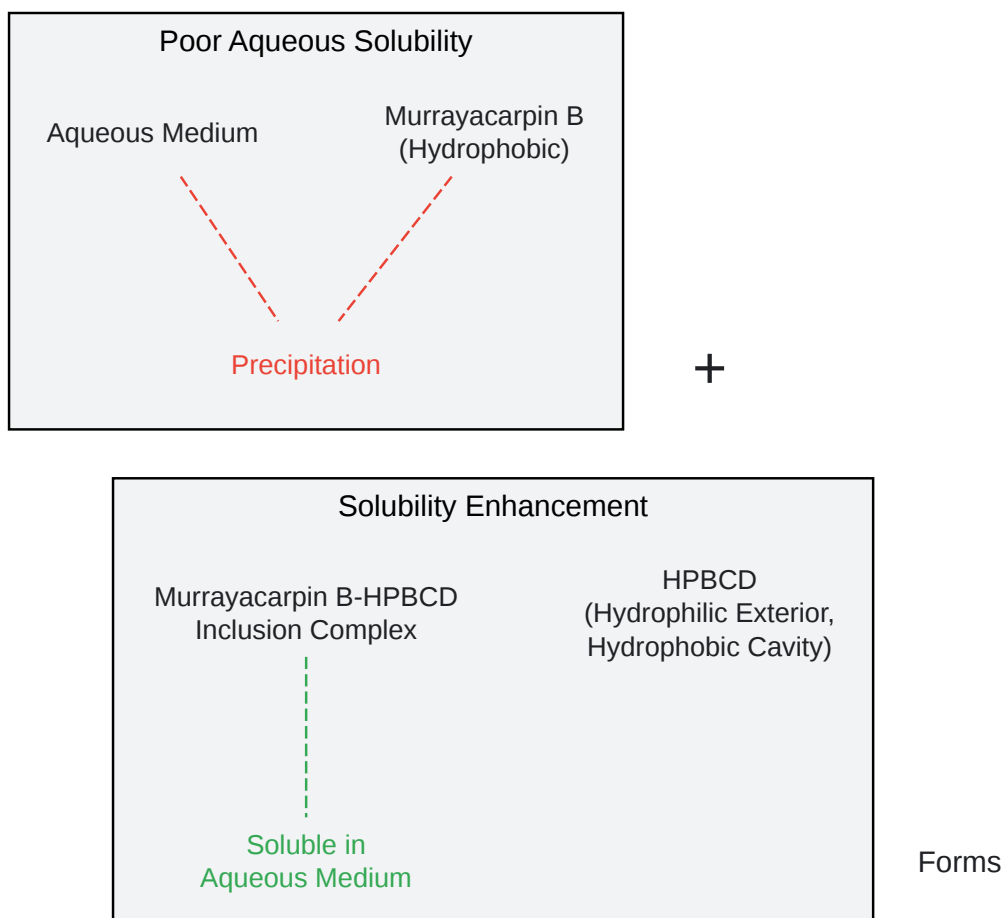 Poor Aqueous Solubility
Aqueous Medium
Murrayacarpin B
(Hydrophobic)
Precipitation
+
Solubility Enhancement
Murrayacarpin B-HPBCD
Inclusion Complex
HPBCD
(Hydrophilic Exterior,
Hydrophobic Cavity)
Soluble in
Aqueous Medium
Forms